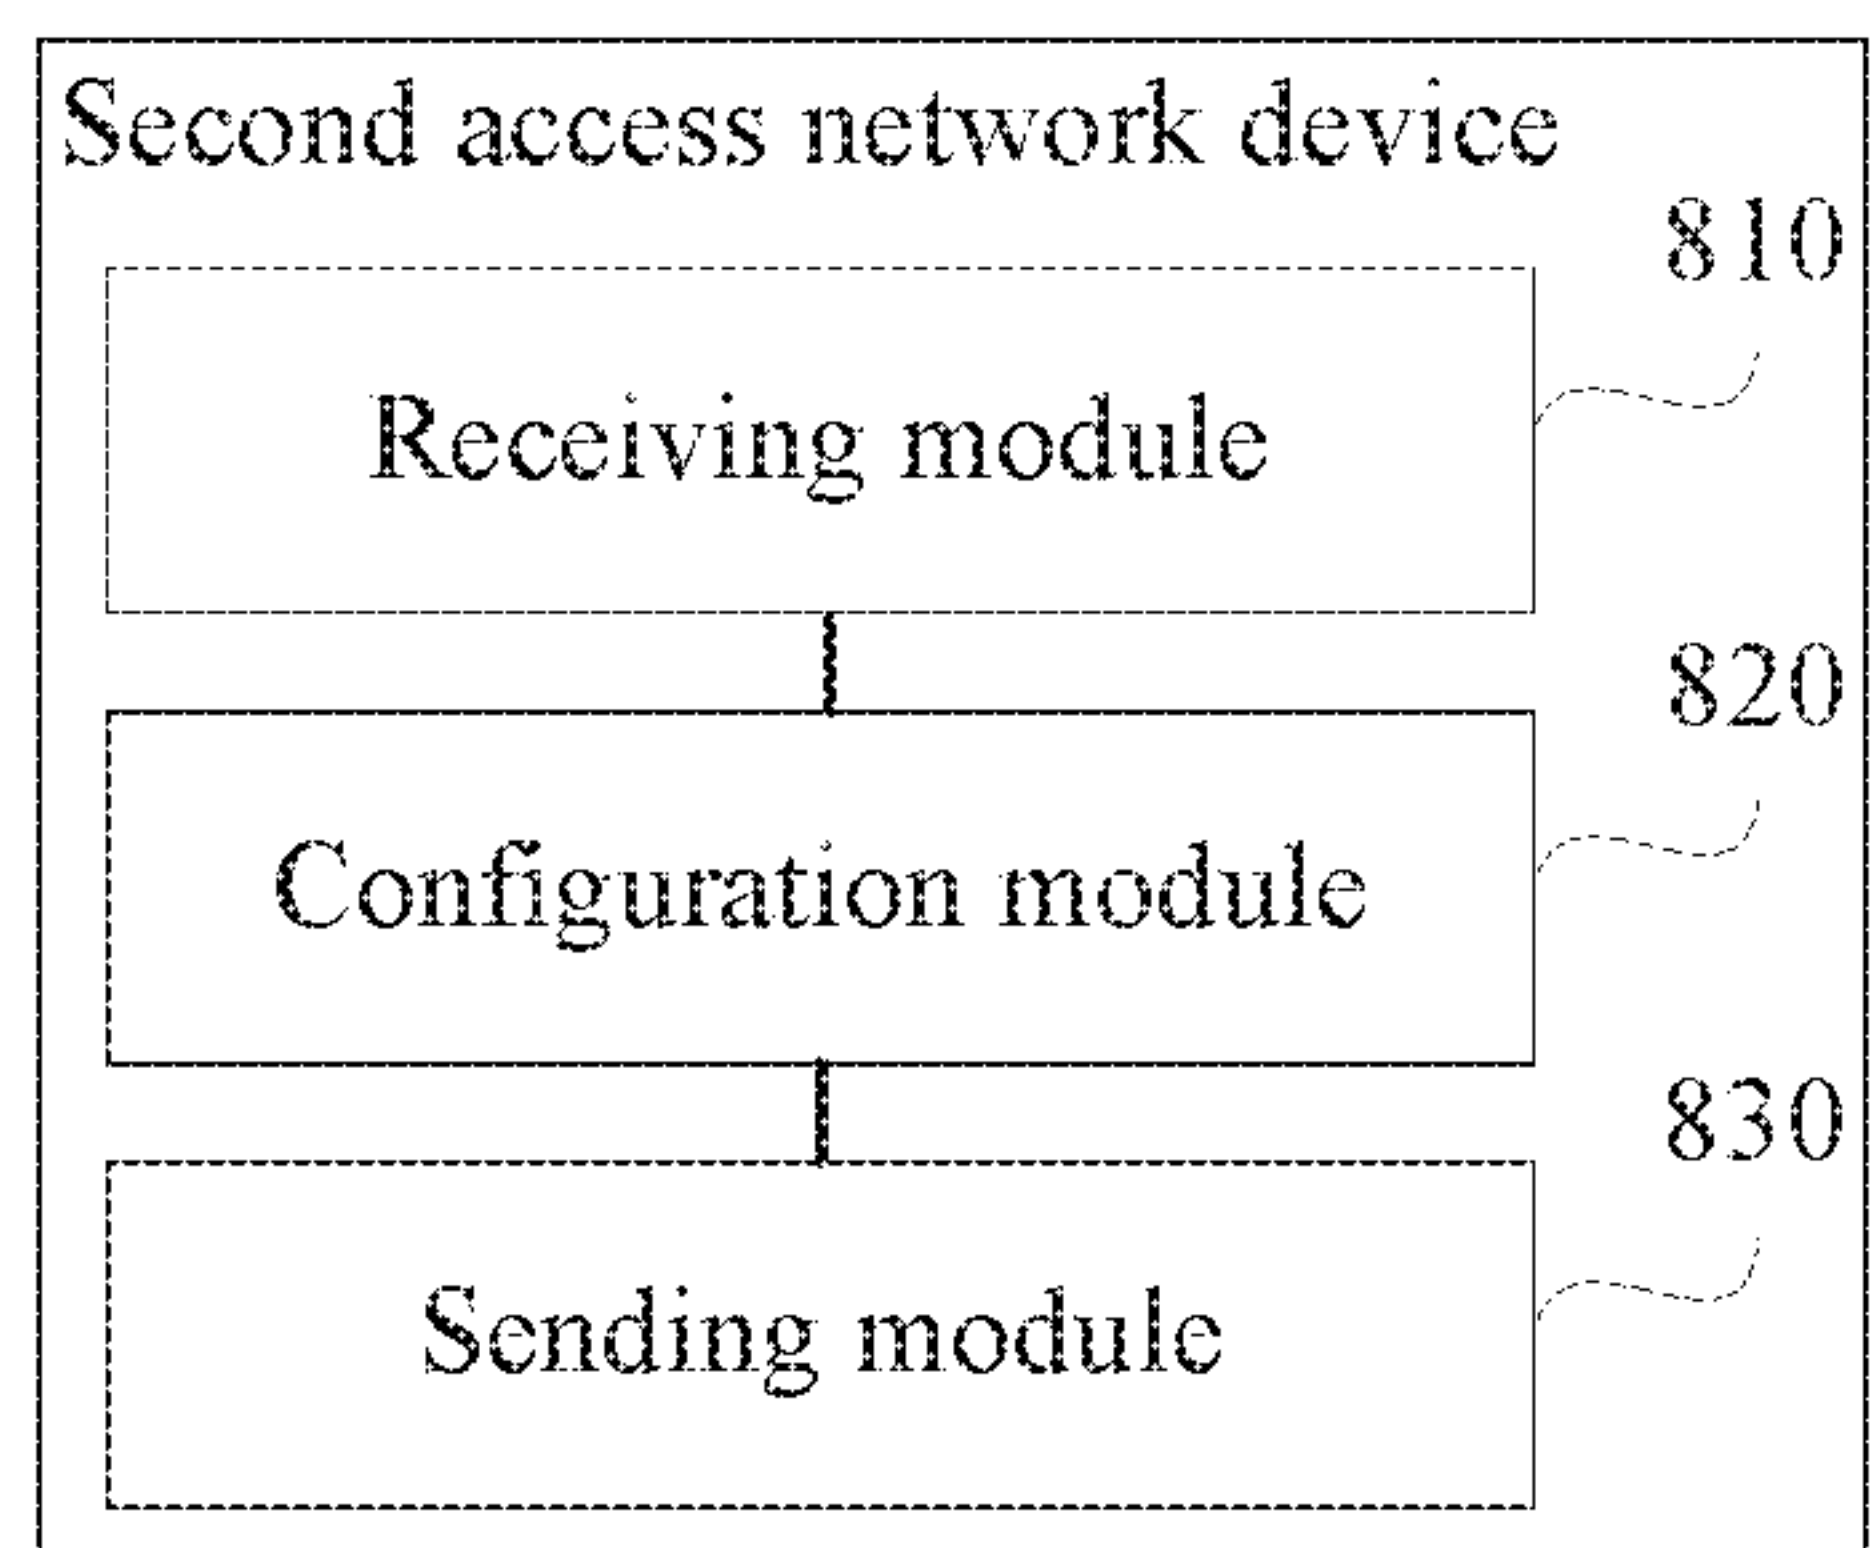 Second access network device
810
Receiving module
820
Configuration module
830
Sending module